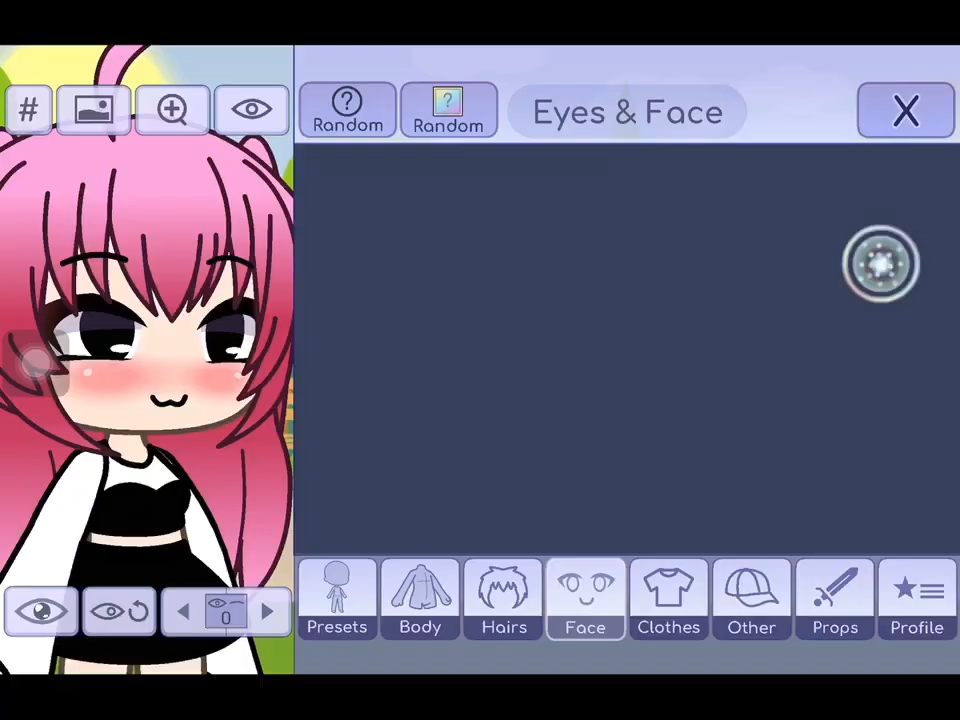 #
? Random
? Random
Eyes & Face
X
0
Presets
Body
Hairs
Face
Clothes
Other
Props
Profile